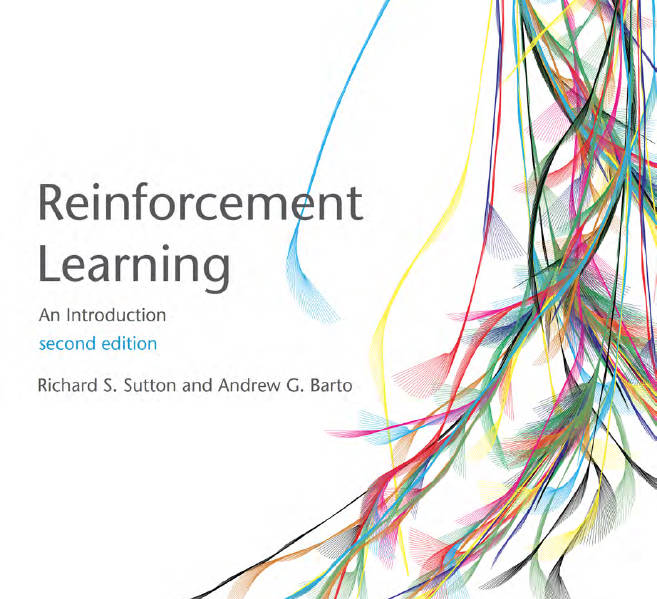 Reinforcement
Learning
An Introduction
second edition
Richard S. Sutton and Andrew G. Barto